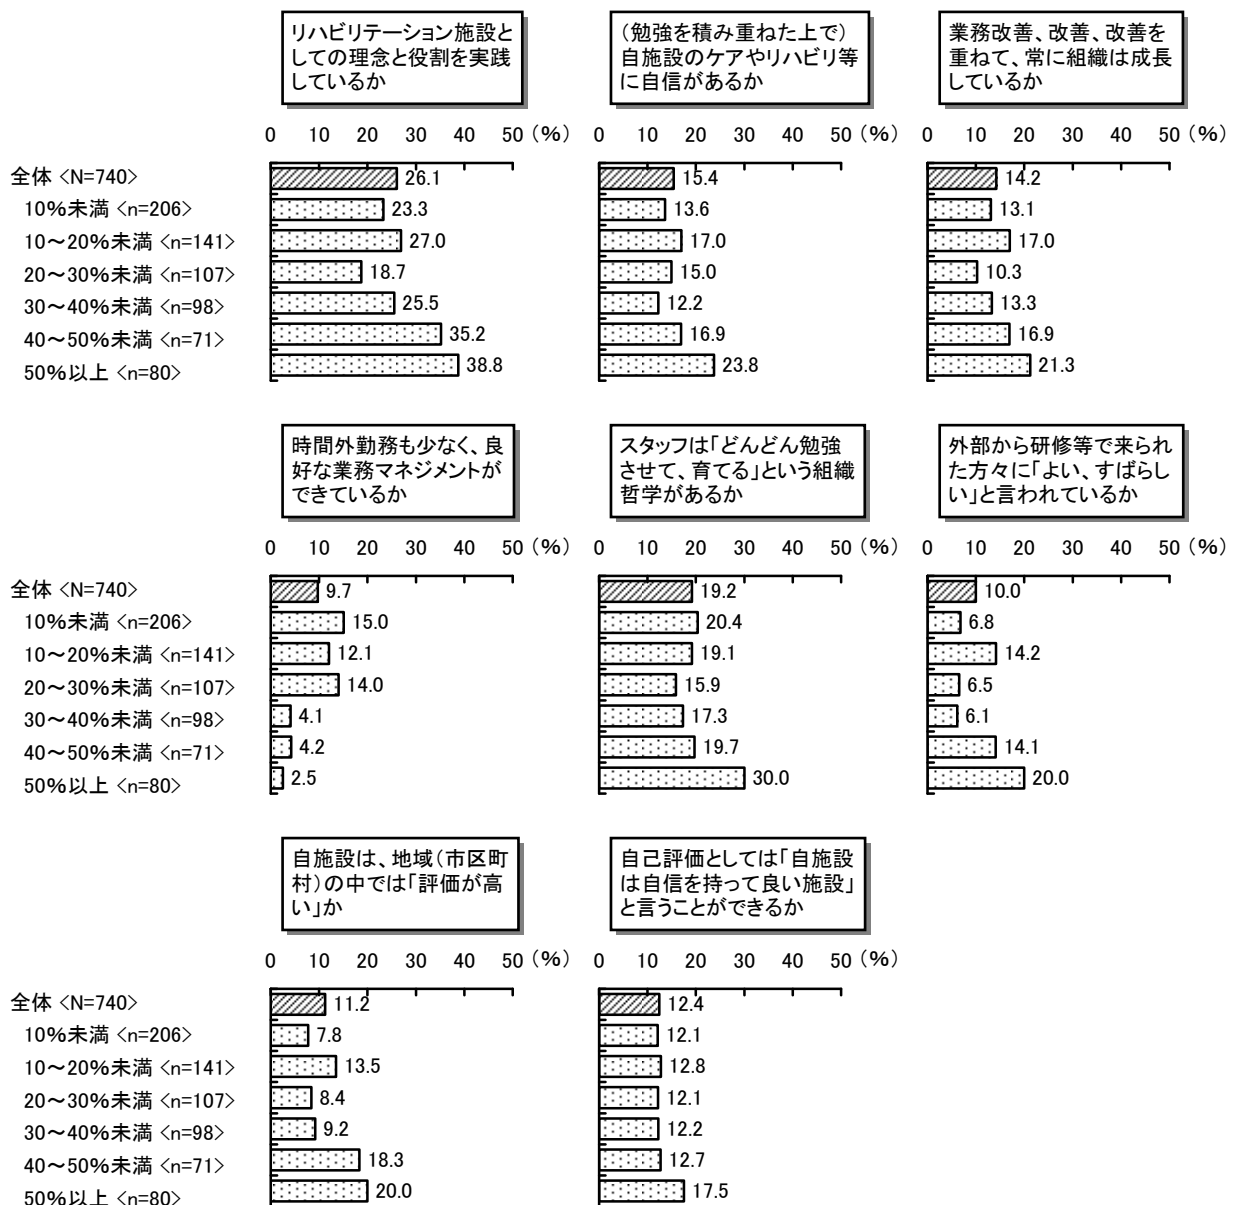 リハビリテーション施設と
しての理念と役割を実践
しているか
（勉強を積み重ねた上で）
自施設のケアやリハビリ等
に自信があるか
業務改善、改善、改善を
重ねて、常に組織は成長
しているか
0 10 20 30 40 50（%） 0 10 20 30 40 50（%） 0 10 20 30 40 50（%）
全体 <N=740> 26.1 15.4 14.2
10%未満 <n=206> 23.3 13.6 13.1
10～20%未満 <n=141> 27.0 17.0 17.0
20～30%未満 <n=107> 18.7 15.0 10.3
30～40%未満 <n=98> 25.5 12.2 13.3
40～50%未満 <n=71> 35.2 16.9 16.9
50%以上 <n=80> 38.8 23.8 21.3
時間外勤務も少なく、良
好な業務マネジメントが
できているか
スタッフは「どんどん勉強
させて、育てる」という組織
哲学があるか
外部から研修等で来られ
た方々に「よい、すばらし
い」と言われているか
0 10 20 30 40 50（%） 0 10 20 30 40 50（%） 0 10 20 30 40 50（%）
全体 <N=740> 9.7 19.2 10.0
10%未満 <n=206> 15.0 20.4 6.8
10～20%未満 <n=141> 12.1 19.1 14.2
20～30%未満 <n=107> 14.0 15.9 6.5
30～40%未満 <n=98> 4.1 17.3 6.1
40～50%未満 <n=71> 4.2 19.7 14.1
50%以上 <n=80> 2.5 30.0 20.0
自施設は、地域（市区町
村）の中では「評価が高
い」か
自己評価としては「自施設
は自信を持って良い施設」
と言うことができるか
0 10 20 30 40 50（%） 0 10 20 30 40 50（%）
全体 <N=740> 11.2 12.4
10%未満 <n=206> 7.8 12.1
10～20%未満 <n=141> 13.5 12.8
20～30%未満 <n=107> 8.4 12.1
30～40%未満 <n=98> 9.2 12.2
40～50%未満 <n=71> 18.3 12.7
50%以上 <n=80> 20.0 17.5